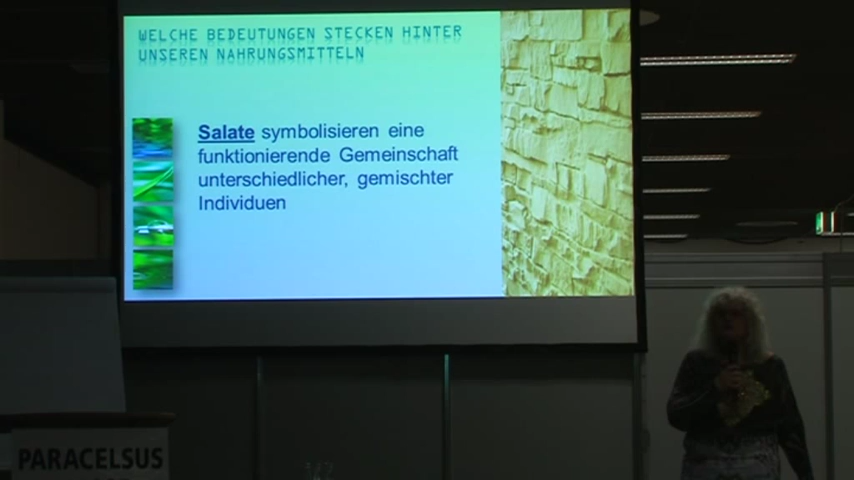 WELCHE BEDEUTUNGEN STECKEN HINTER
UNSEREN NAHRUNGSMITTELN
Salate symbolisieren eine
funktionierende Gemeinschaft
unterschiedlicher, gemischter
Individuen
PARACELSUS